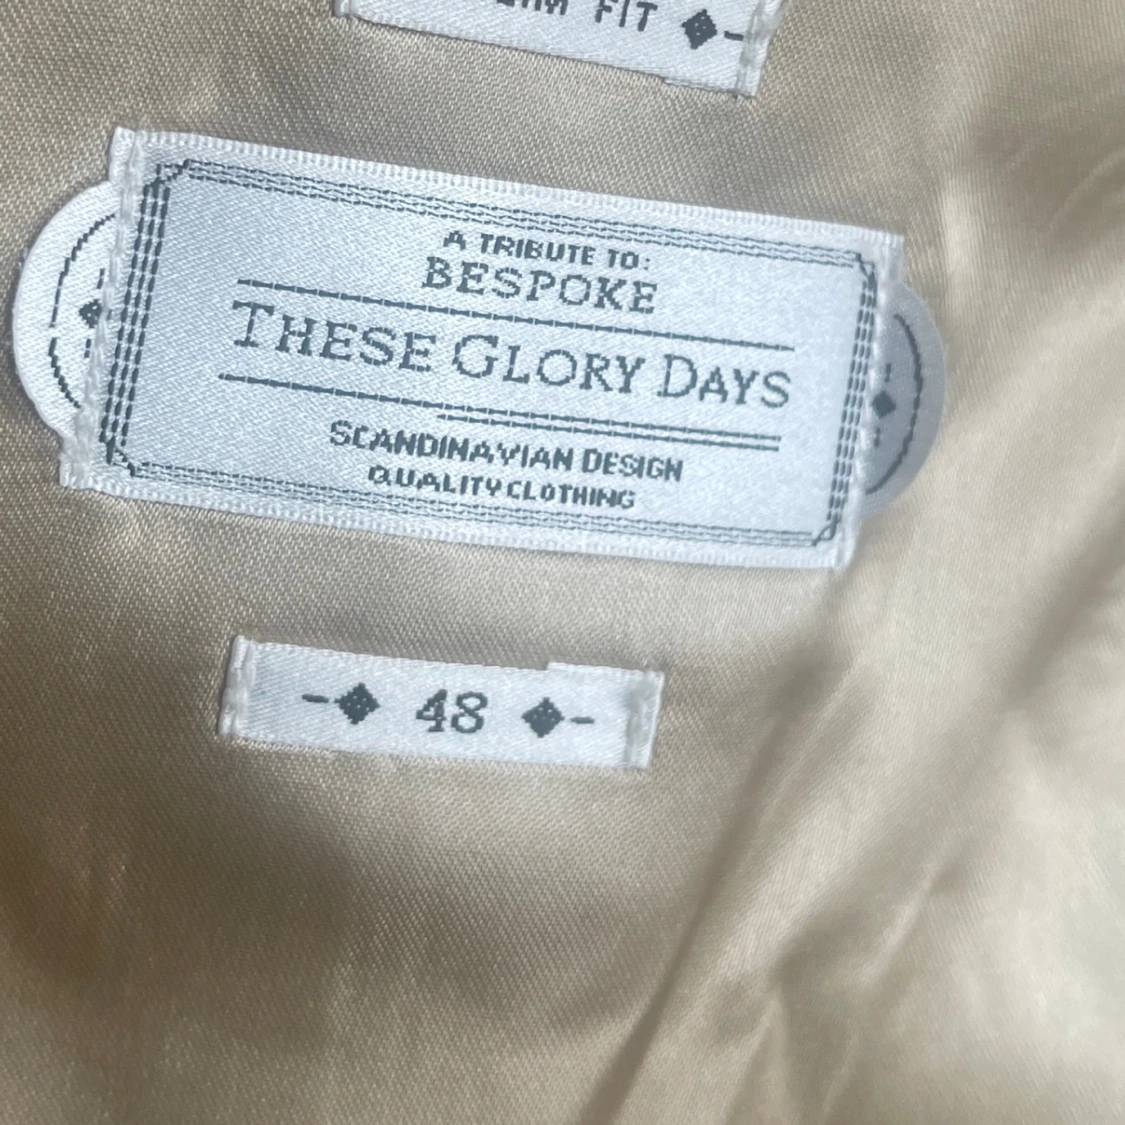 FIT
A TRIBUTE TO:
BESPOKE
THESE GLORY DAYS
SCANDINAVIAN DESIGN
QUALITY CLOTHING
48